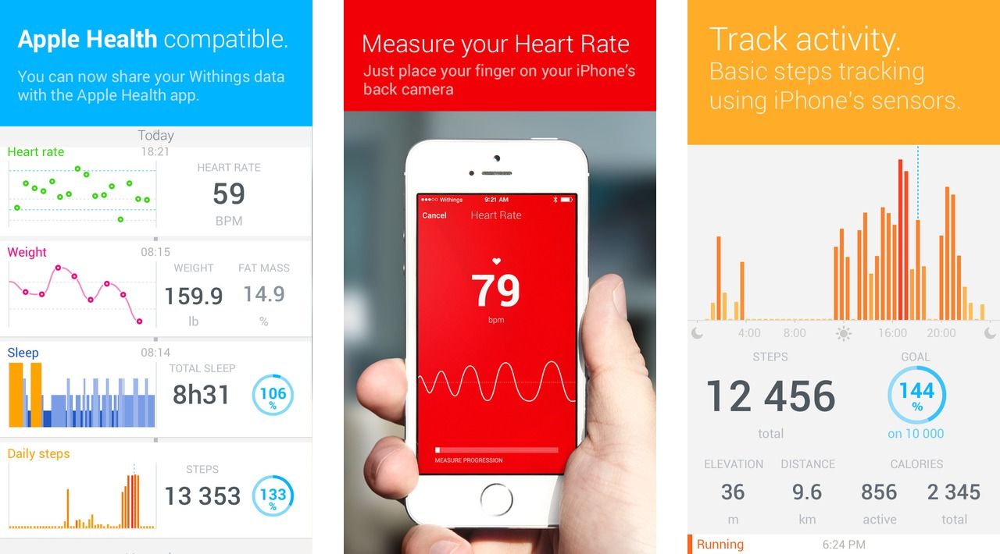 Apple Health compatible.
You can now share your Withings data
with the Apple Health app.
Today
Heart rate
18:21
HEART RATE
59
BPM
Weight
08:15
WEIGHT
FAT MASS
159.9
14.9
lb
%
Sleep
08:14
TOTAL SLEEP
8h31
106
%
Daily steps
STEPS
13 353
133
%
Measure your Heart Rate
Just place your finger on your iPhone's
back camera
Withings
9:21 AM
Cancel
Heart Rate
79
bpm
MEASURE PROGRESSION
Track activity.
Basic steps tracking
using iPhone's sensors.
4:00
8:00
16:00
20:00
STEPS
GOAL
12 456
144
%
total
on 10 000
ELEVATION
DISTANCE
CALORIES
36
9.6
856
2 345
m
km
active
total
Running
6:24 PM